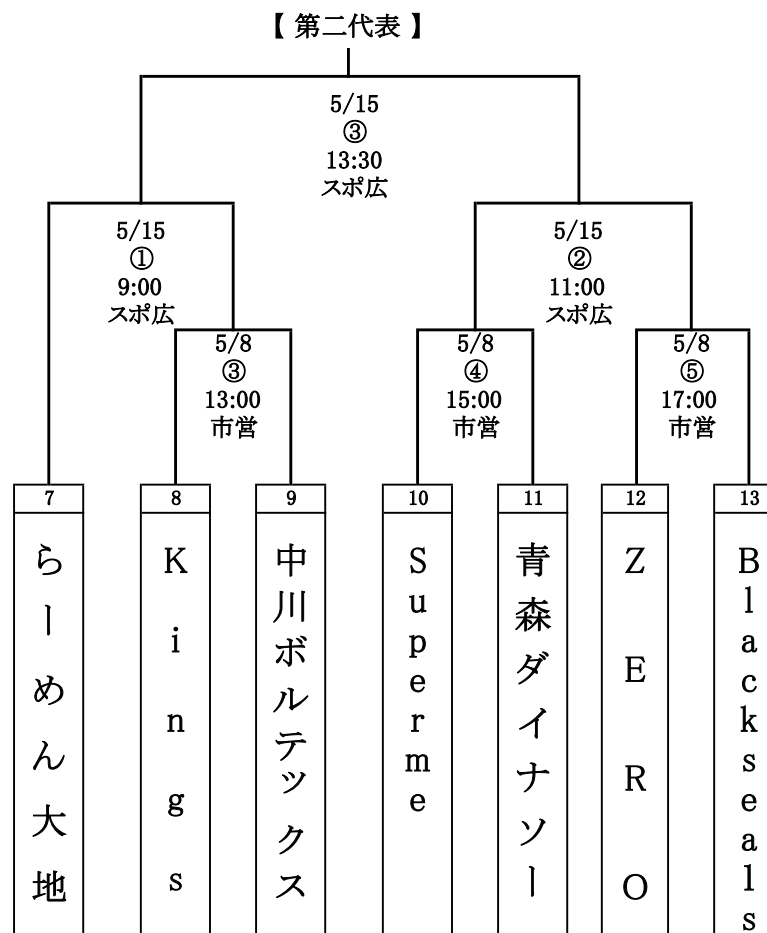 【 第二代表 】
5/15
③
13:30
スポ広
5/15
①
9:00
スポ広
5/15
②
11:00
スポ広
5/8
③
13:00
市営
5/8
④
15:00
市営
5/8
⑤
17:00
市営
7
らーめん大地
8
Kings
9
中川ボルテックス
10
Superme
11
青森ダイナソー
12
ZERO
13
Blackseals